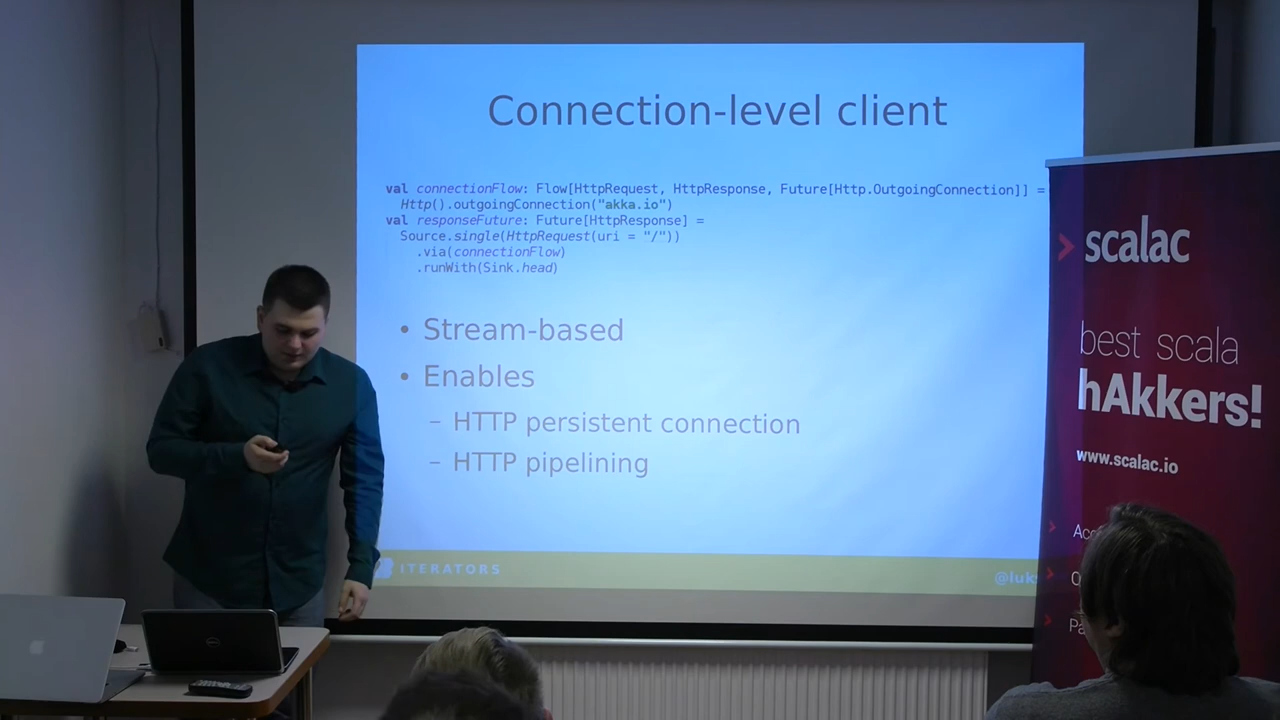 Connection-level client
val connectionFlow: Flow[HttpRequest, HttpResponse, Future[Http.OutgoingConnection]] =
Http().outgoingConnection("akka.io")
val responseFuture: Future[HttpResponse] =
Source.single(HttpRequest(uri = "/"))
.via(connectionFlow)
.runWith(Sink.head)
• Stream-based
• Enables
– HTTP persistent connection
– HTTP pipelining
ITERATORS
scalac
best scala
hAkkers!
www.scalac.io